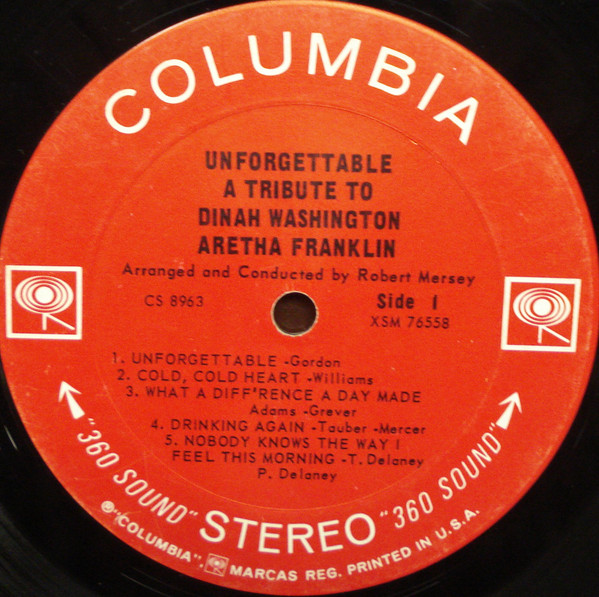 COLUMBIA
UNFORGETTABLE
A TRIBUTE TO
DINAH WASHINGTON
ARETHA FRANKLIN
Arranged and Conducted by Robert Mersey
CS 8963
Side 1
XSM 76558
1. UNFORGETTABLE -Gordon
2. COLD, COLD HEART -Williams
3. WHAT A DIFF'RENCE A DAY MADE
Adams -Grever
4. DRINKING AGAIN -Tauber -Mercer
5. NOBODY KNOWS THE WAY I
FEEL THIS MORNING -T. Delaney
P. Delaney
"360 SOUND" STEREO "360 SOUND"
®"COLUMBIA", MARCAS REG. PRINTED IN U.S.A.